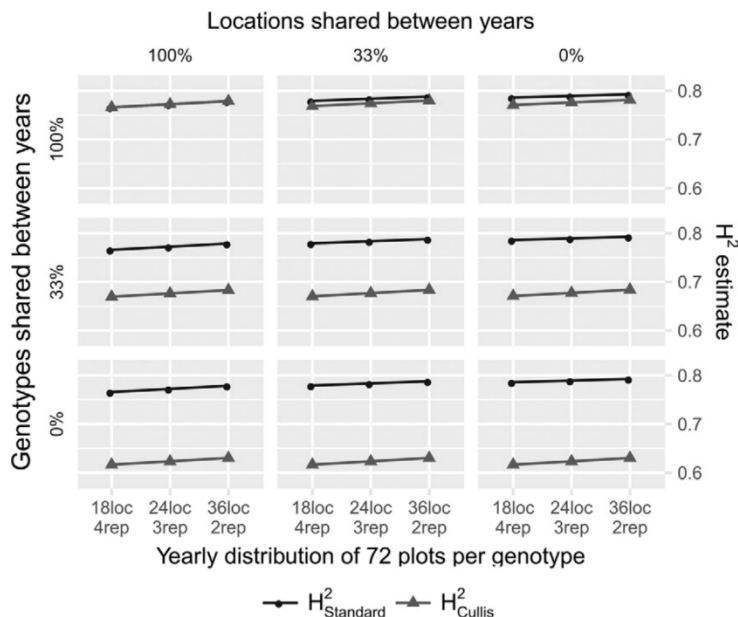 Locations shared between years
100% 33% 0%
Genotypes shared between years
100%
33%
0%
0.8
0.7
0.6
0.8
0.7
0.6
0.8
0.7
0.6
H² estimate
18loc 24loc 36loc 18loc 24loc 36loc 18loc 24loc 36loc
4rep 3rep 2rep 4rep 3rep 2rep 4rep 3rep 2rep
Yearly distribution of 72 plots per genotype
H²Standard H²Cullis